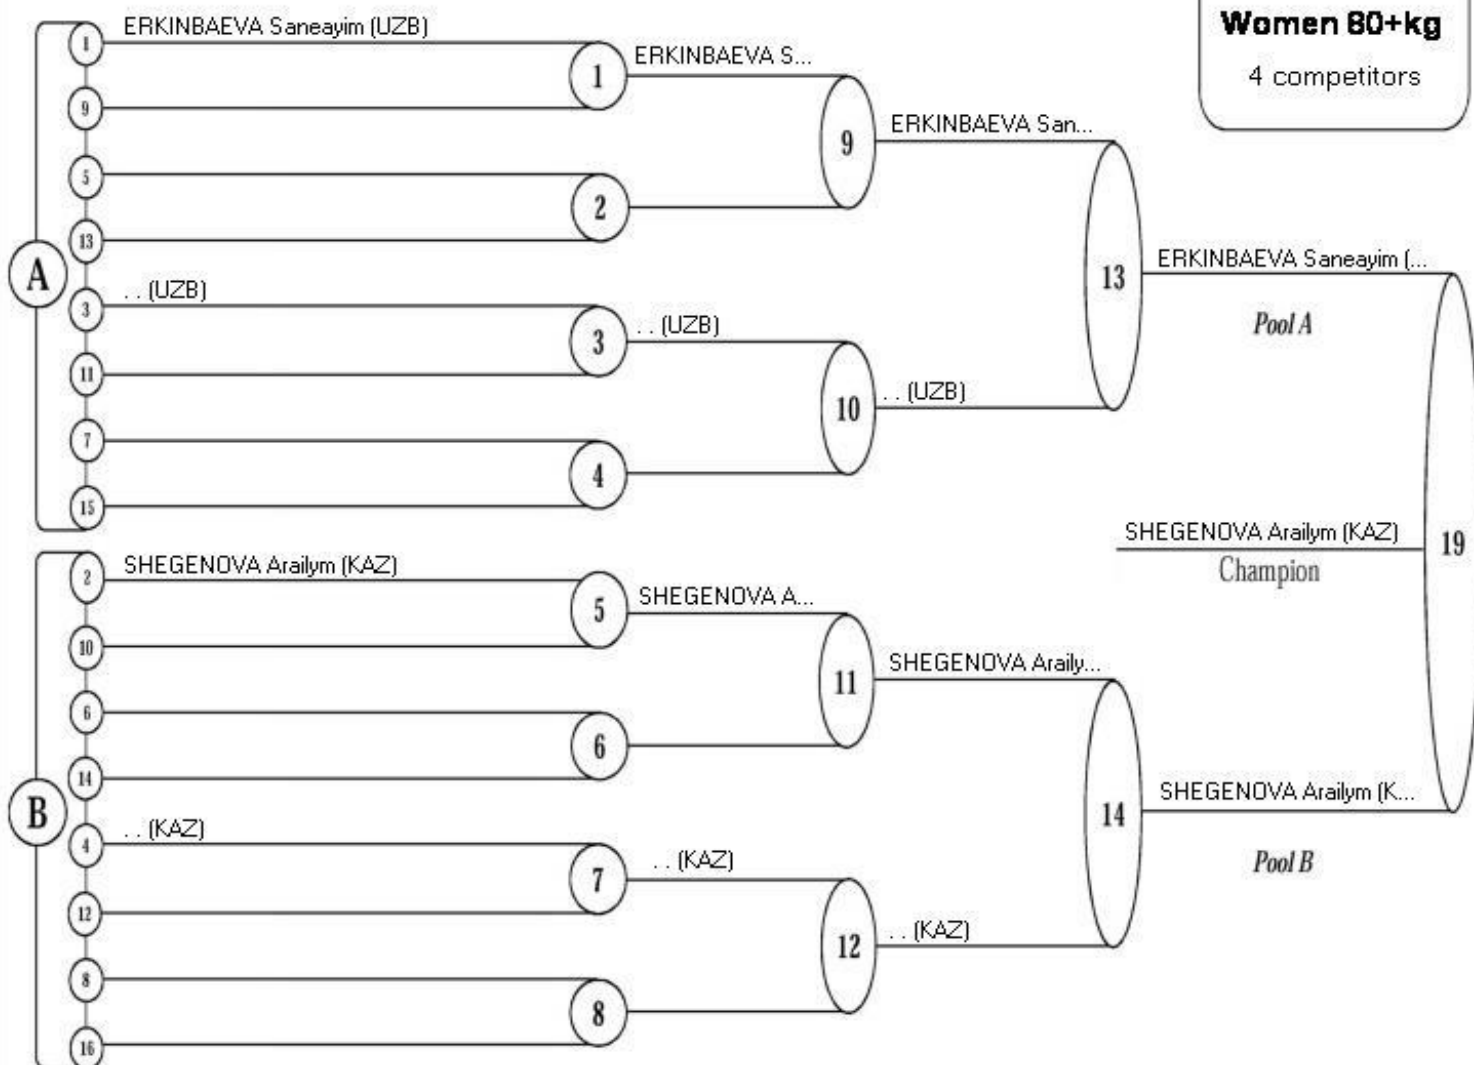 Women 80+kg
4 competitors
ERKINBAEVA Saneayim (UZB)
1
9
5
13
A
3
. . (UZB)
11
7
15
1
2
3
4
ERKINBAEVA S...
. . (UZB)
9
10
ERKINBAEVA San...
. . (UZB)
13
ERKINBAEVA Saneayim (...
Pool A
SHEGENOVA Arailym (KAZ)
Champion
19
SHEGENOVA Arailym (KAZ)
2
10
6
14
B
. . (KAZ)
4
12
8
16
5
6
7
8
SHEGENOVA A...
. . (KAZ)
11
12
SHEGENOVA Araily...
. . (KAZ)
14
SHEGENOVA Arailym (K...
Pool B